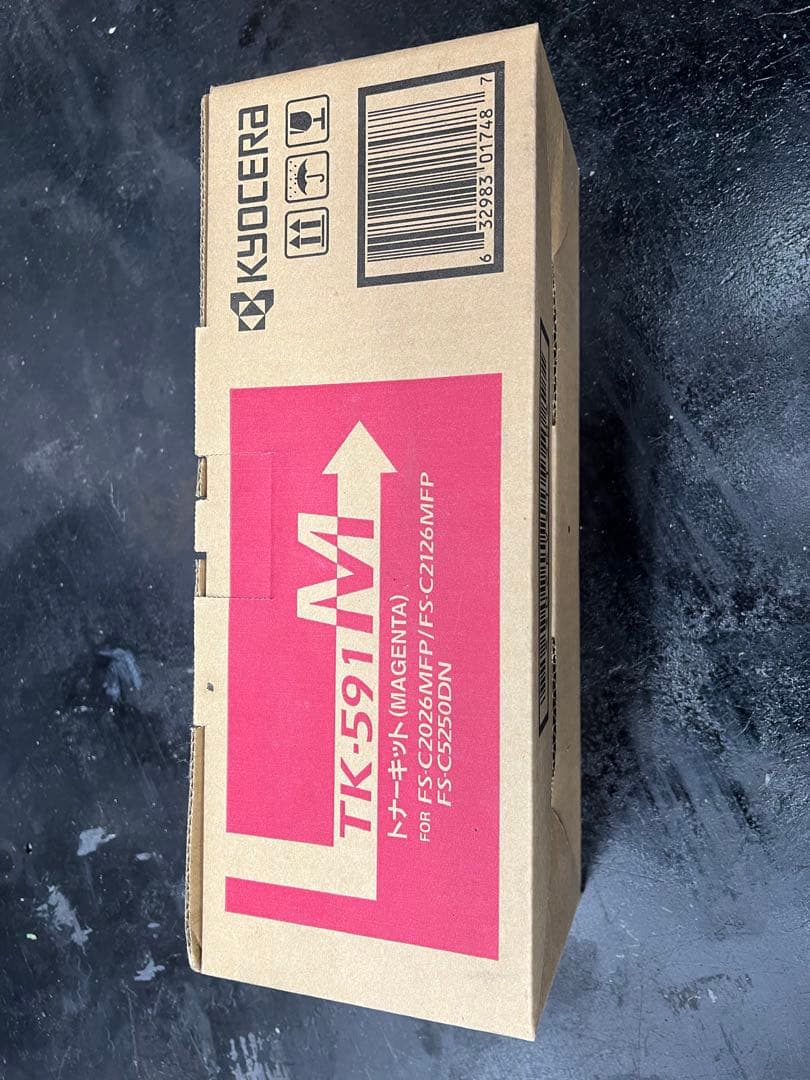 KYOCERA
6 32983 01748 7
TK-591M
トナーキット(MAGENTA)
FOR FS-C2026MFP/FS-C2126MFP
FS-C5250DN